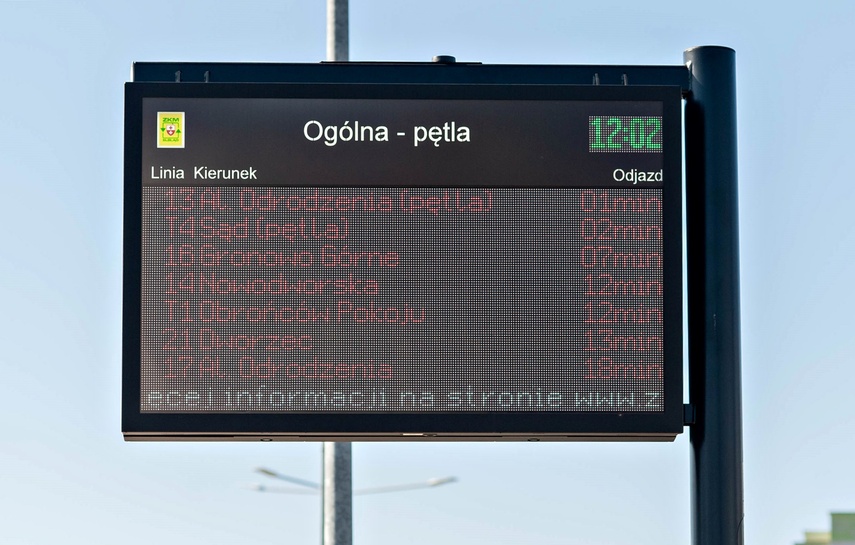 ZKM
Ogólna - pętla 12:02
Linia Kierunek Odjazd
13 Al. Odrodzenia (pętla) 01min
T4 Sąd (pętla) 02min
16 Gronowo Górne 07min
14 Nowodworska 12min
T1 Obrońców Pokoju 12min
21 Dworzec 13min
17 Al. Odrodzenia 18min
ęcej informacji na stronie www.z